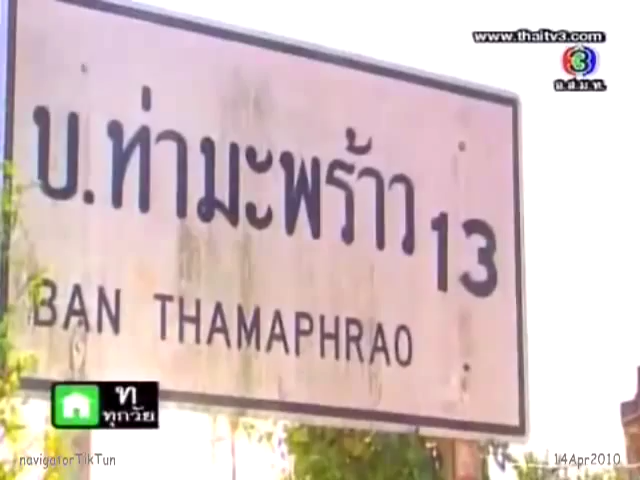 www.thaitv3.com
3
อ.ส.ม.ท.
บ.ท่ามะพร้าว 13
BAN THAMAPHRAO
ท
ทุกวัย
navigatorTikTun
14Apr2010